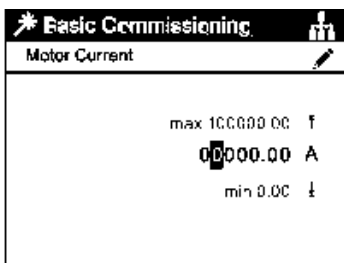 Basic Commissioning
Motor Current
max 100000.00
00000.00 A
min 0.00